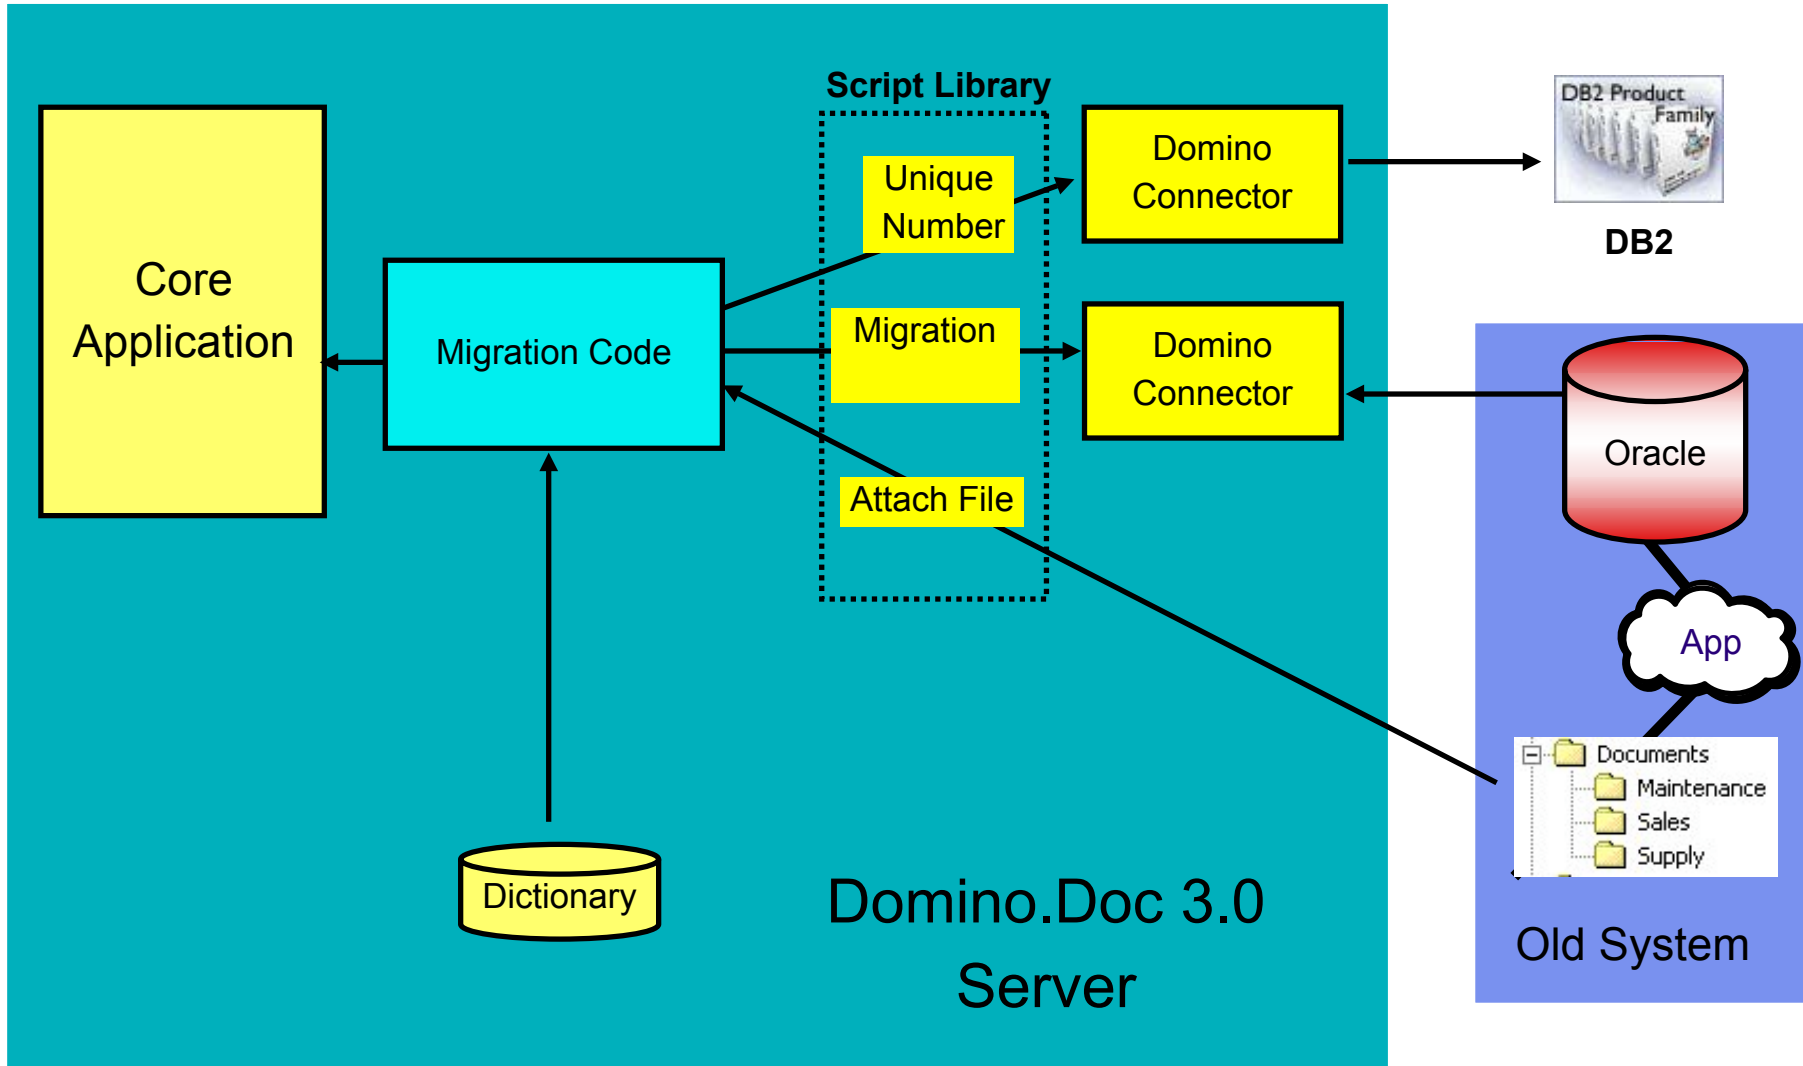 Script Library
Core
Application
Migration Code
Unique
Number
Migration
Attach File
Domino
Connector
Domino
Connector
DB2 Product
Family
DB2
Oracle
App
Documents
Maintenance
Sales
Supply
Old System
Dictionary
Domino.Doc 3.0
Server